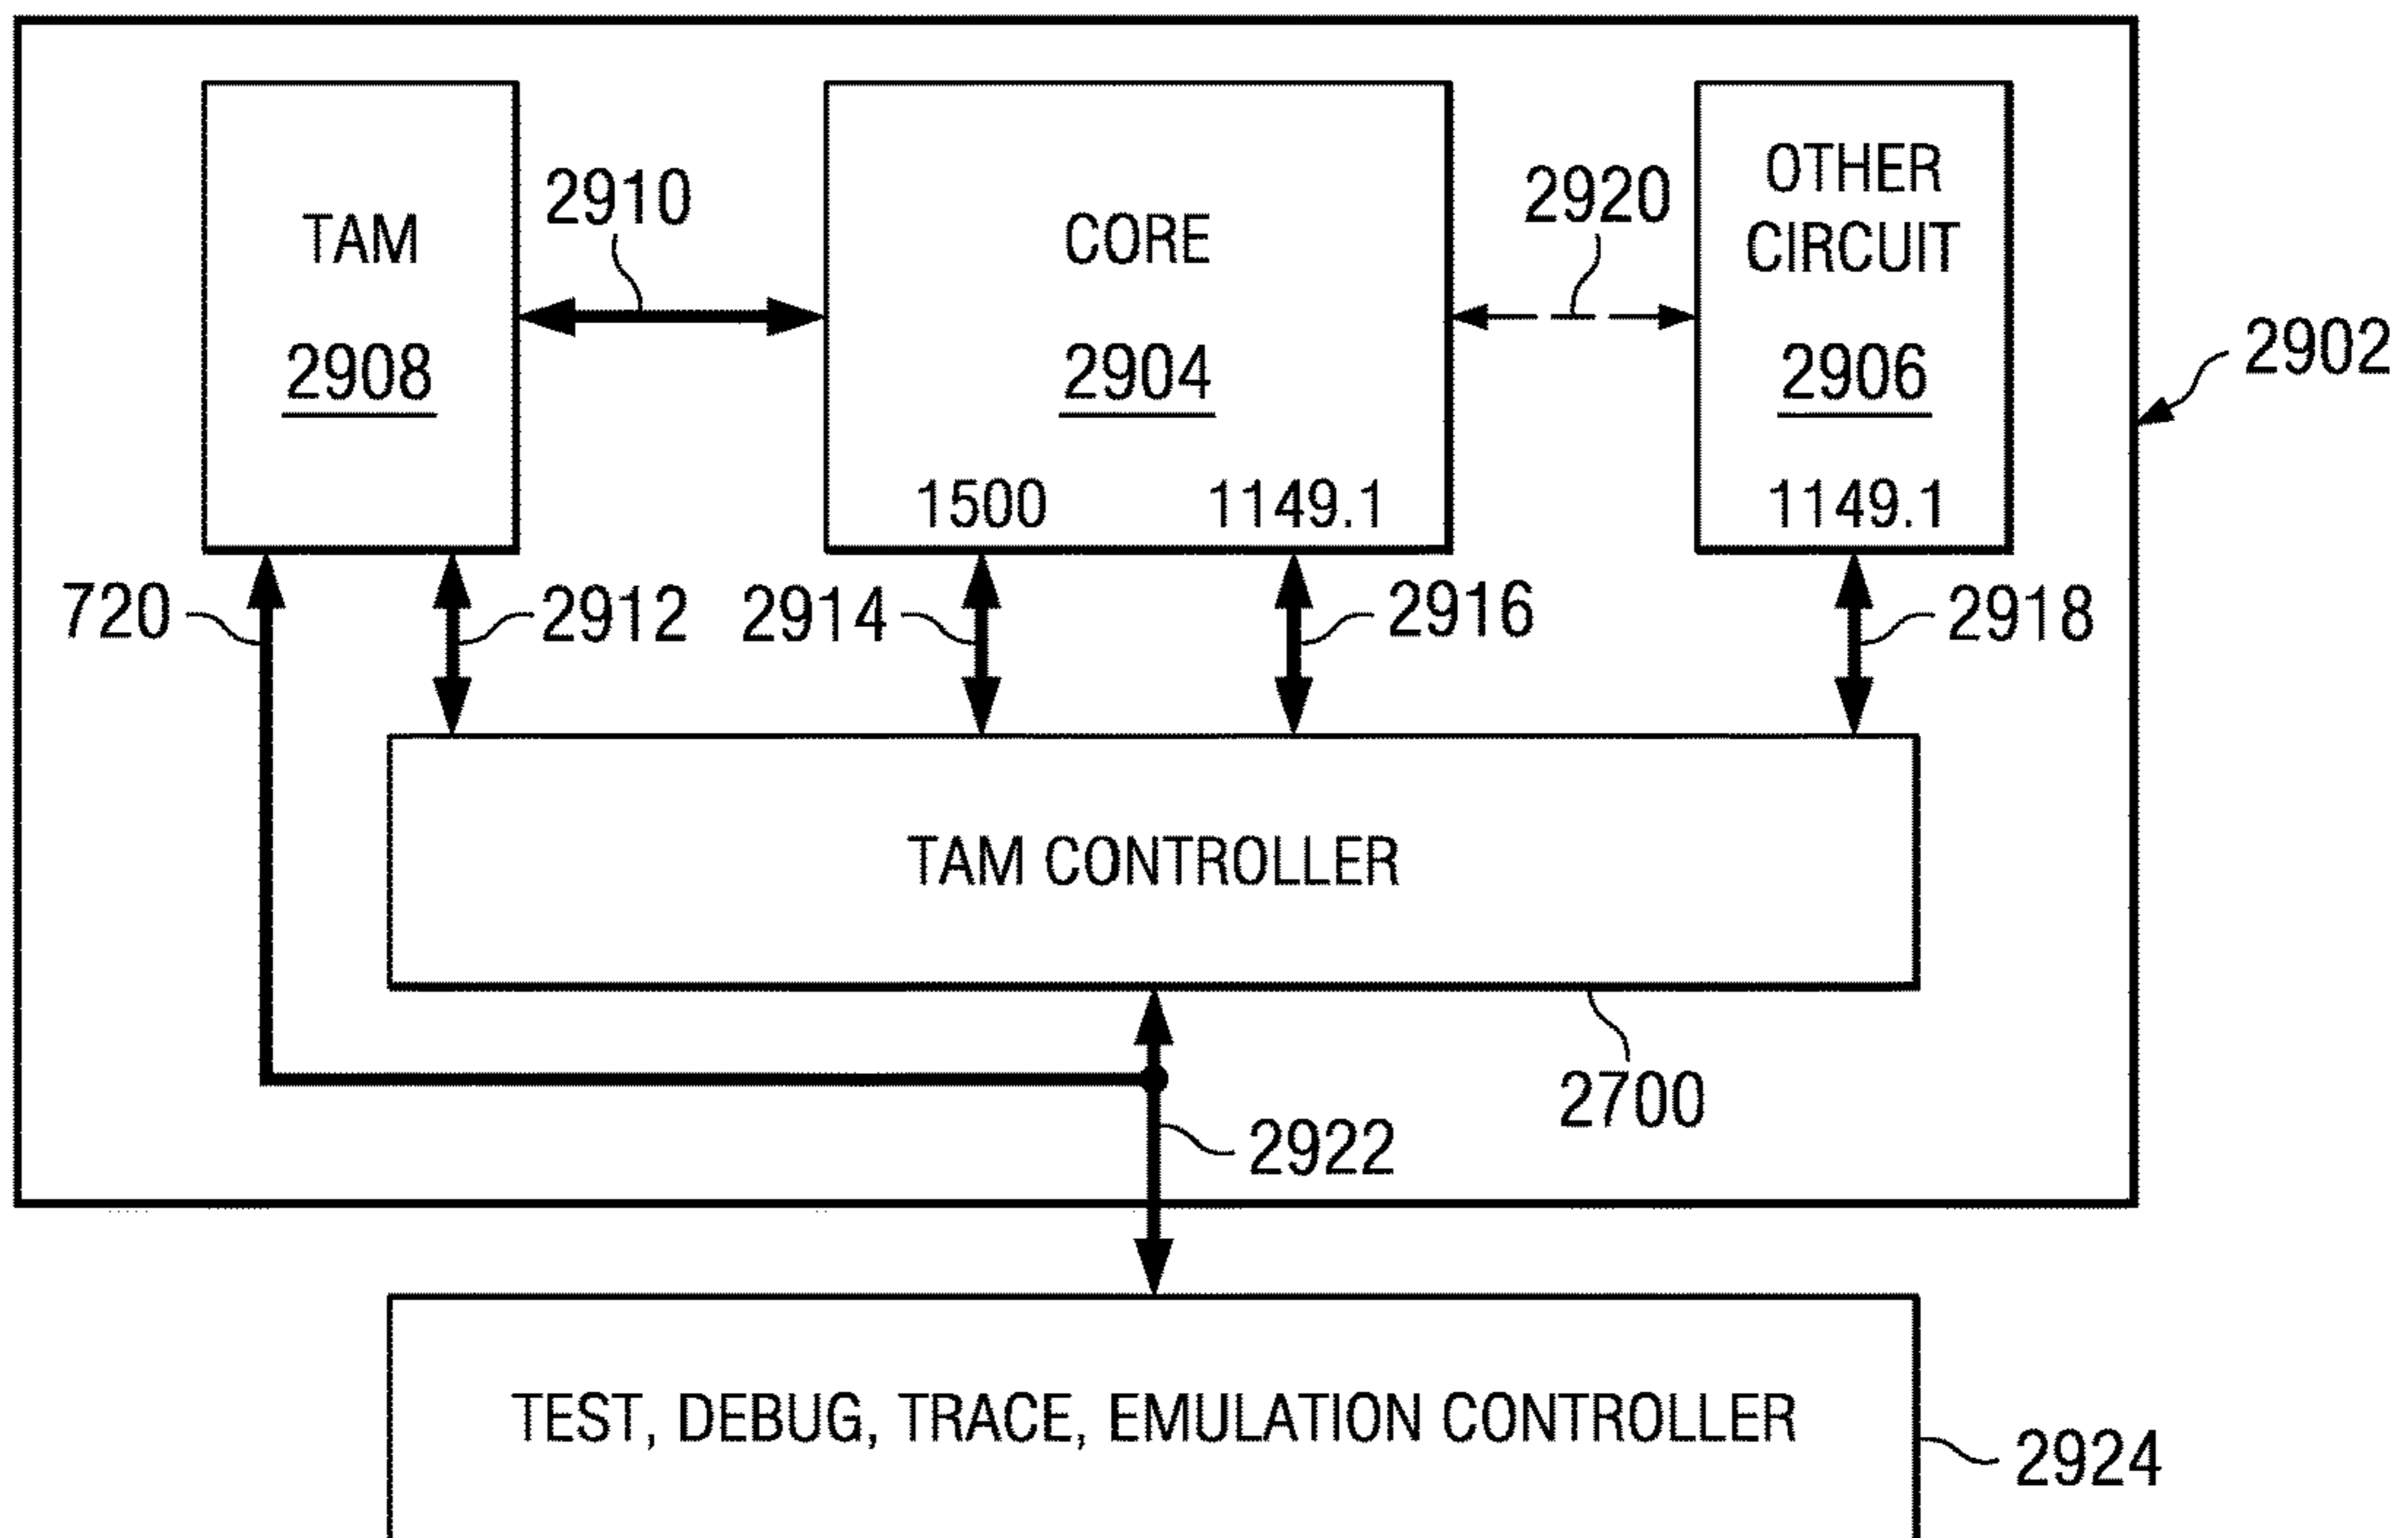 TAM
2908
2910
CORE
2904
1500 1149.1
2920
OTHER
CIRCUIT
2906
1149.1
2902
720
2912
2914
2916
2918
TAM CONTROLLER
2700
2922
TEST, DEBUG, TRACE, EMULATION CONTROLLER
2924